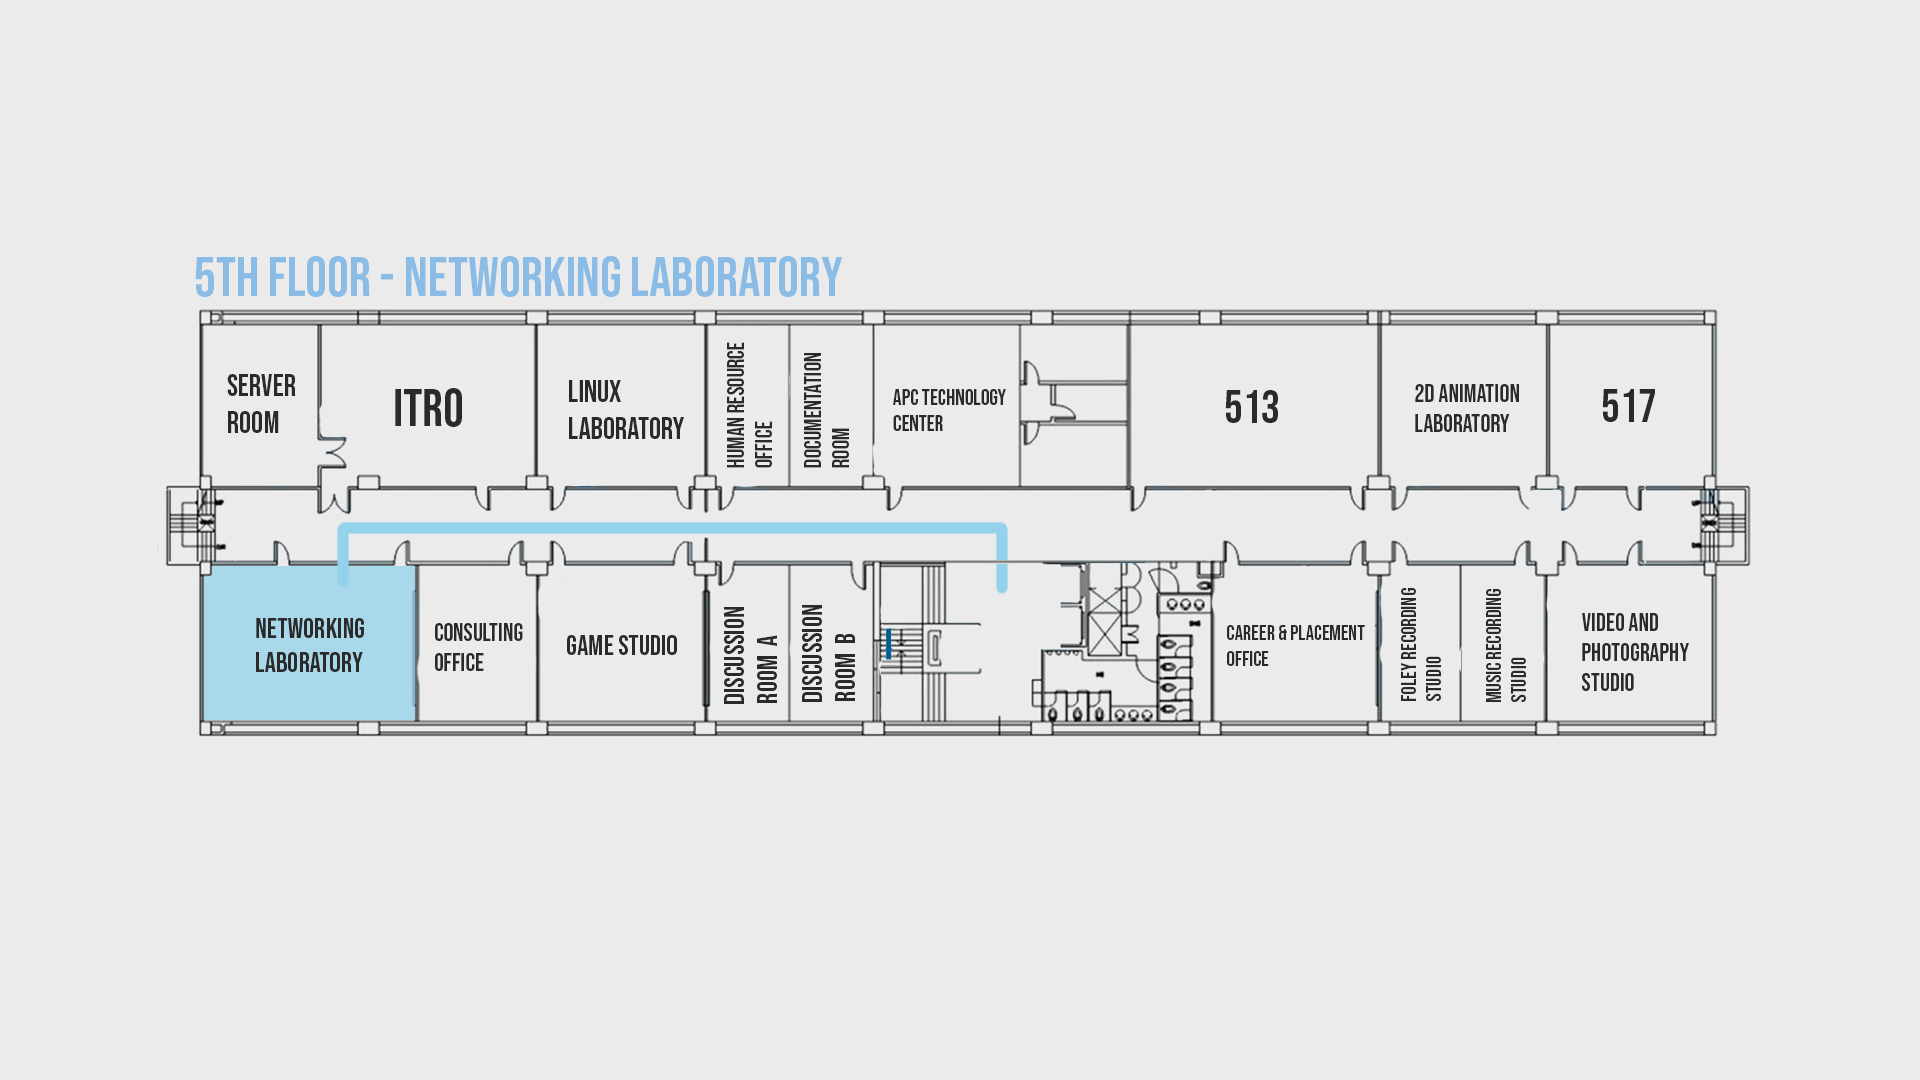 5TH FLOOR - NETWORKING LABORATORY
SERVER
ROOM
ITRO
LINUX
LABORATORY
HUMAN RESOURCE
OFFICE
DOCUMENTATION
ROOM
APC TECHNOLOGY
CENTER
513
2D ANIMATION
LABORATORY
517
NETWORKING
LABORATORY
CONSULTING
OFFICE
GAME STUDIO
DISCUSSION
ROOM A
DISCUSSION
ROOM B
CAREER & PLACEMENT
OFFICE
FOLEY RECORDING
STUDIO
MUSIC RECORDING
STUDIO
VIDEO AND
PHOTOGRAPHY
STUDIO